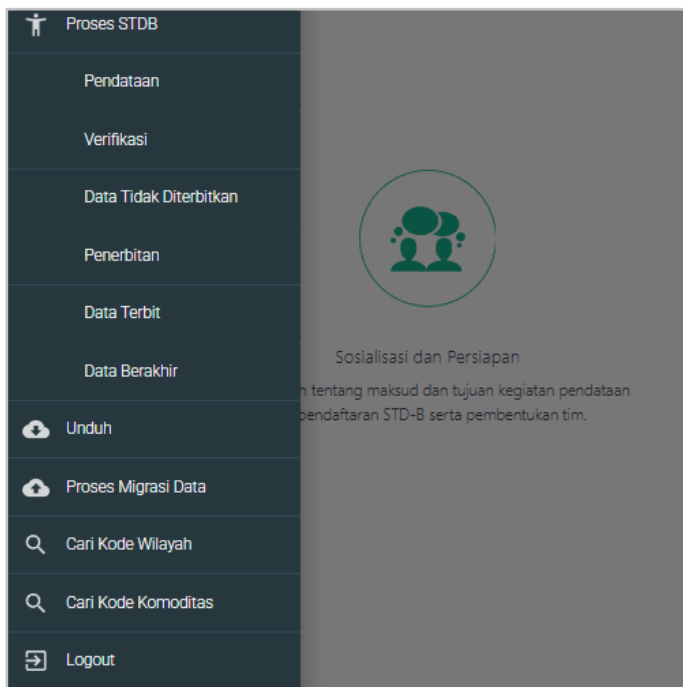 Proses STDB
Pendataan
Verifikasi
Data Tidak Diterbitkan
Penerbitan
Data Terbit
Data Berakhir
Unduh
Proses Migrasi Data
Cari Kode Wilayah
Cari Kode Komoditas
Logout
Sosialisasi dan Persiapan
tentang maksud dan tujuan kegiatan pendataan
pendaftaran STD-B serta pembentukan tim.